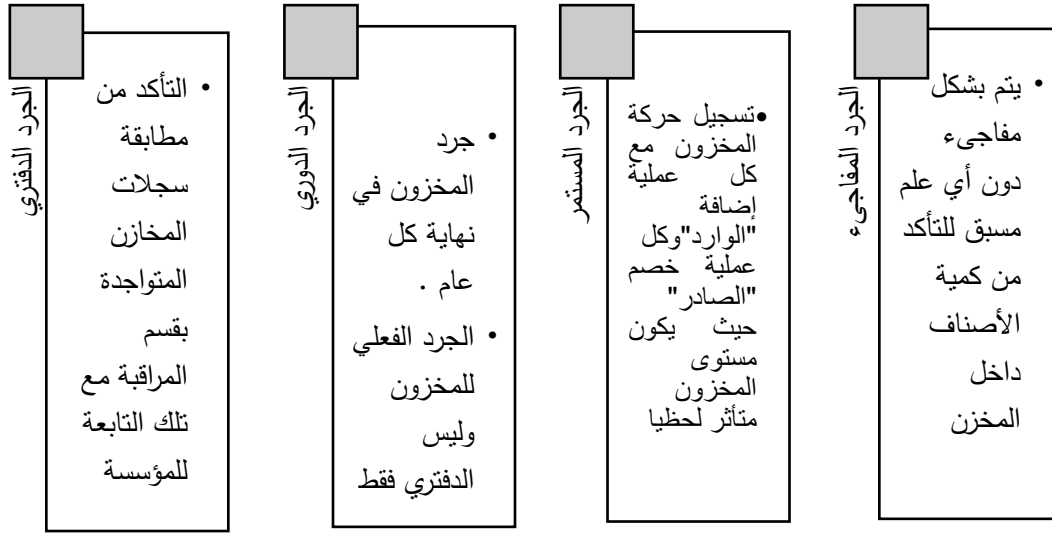 الجرد المفاجىء
• يتم بشكل
مفاجىء
دون أي علم
مسبق للتأكد
من كمية
الأصناف
داخل
المخزن
الجرد المستمر
•تسجيل حركة
المخزون مع
كل عملية
إضافة
"الوارد"وكل
عملية خصم
"الصادر"
حيث يكون
مستوى
المخزون
متأثر لحظيا
الجرد الدوري
• جرد
المخزون في
نهاية كل
عام .
• الجرد الفعلي
للمخزون
وليس
الدفتري فقط
الجرد الدفتري
• التأكد من
مطابقة
سجلات
المخازن
المتواجدة
بقسم
المراقبة مع
تلك التابعة
للمؤسسة